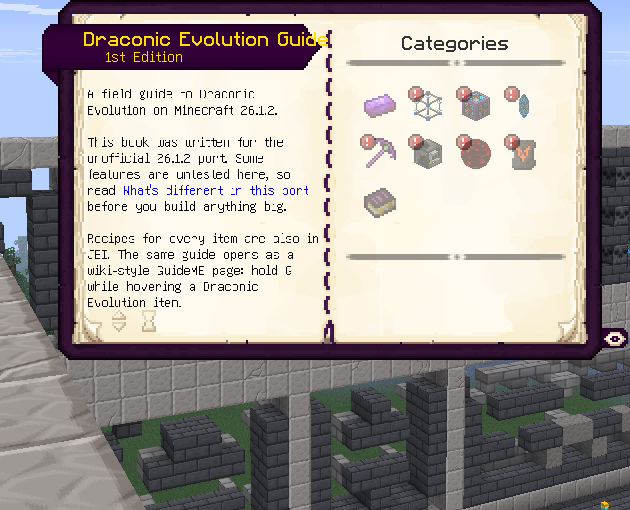 Draconic Evolution Guide
1st Edition
A field guide to Draconic
Evolution on Minecraft 26.1.2.
This book was written for the
unofficial 26.1.2 port. Some
features are untested here, so
read What's different in this port
before you build anything big.
Recipes for every item are also in
JEI. The same guide opens as a
wiki-style GuideME page: hold G
while hovering a Draconic
Evolution item.
Categories